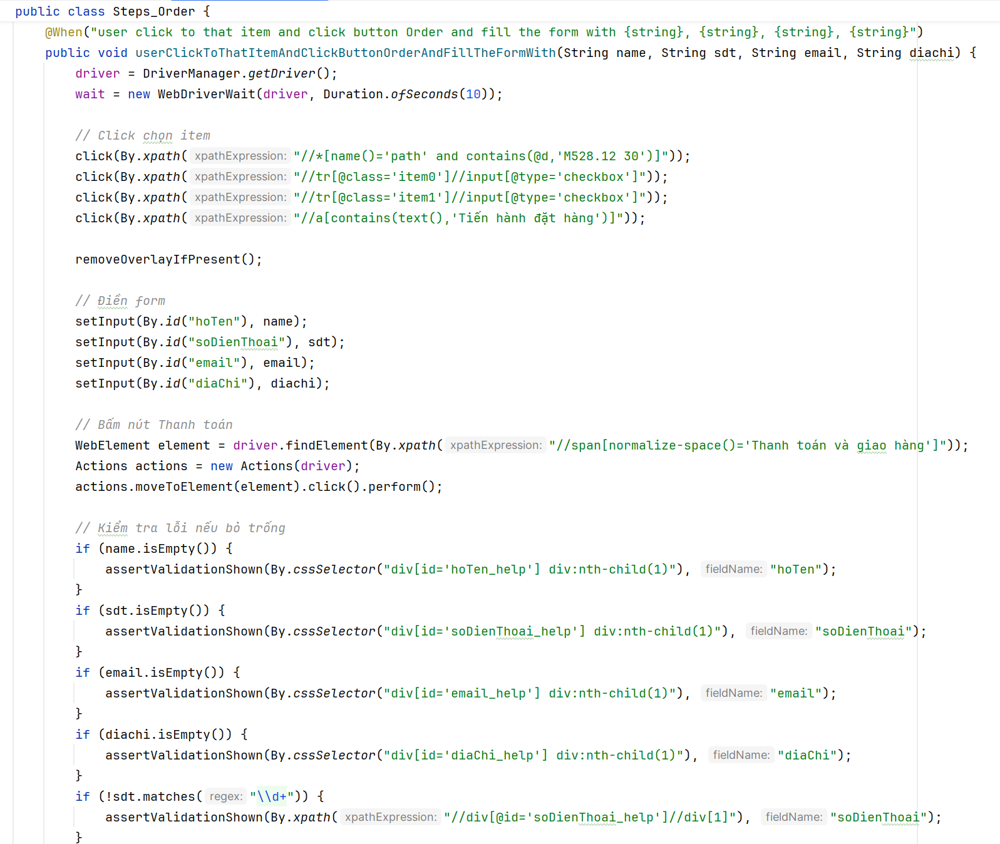 public class Steps_Order {
@When("user click to that item and click button Order and fill the form with {string}, {string}, {string}, {string}")
public void userClickToThatItemAndClickButtonOrderAndFillTheFormWith(String name, String sdt, String email, String diachi) {
driver = DriverManager.getDriver();
wait = new WebDriverWait(driver, Duration.ofSeconds(10));
// Click chọn item
click(By.xpath( xpathExpression: "//*[name()='path' and contains(@d,'M528.12 30')]"));
click(By.xpath( xpathExpression: "//tr[@class='item0']//input[@type='checkbox']"));
click(By.xpath( xpathExpression: "//tr[@class='item1']//input[@type='checkbox']"));
click(By.xpath( xpathExpression: "//a[contains(text(),'Tiến hành đặt hàng')]"));
removeOverlayIfPresent();
// Điền form
setInput(By.id("hoTen"), name);
setInput(By.id("soDienThoai"), sdt);
setInput(By.id("email"), email);
setInput(By.id("diaChi"), diachi);
// Bấm nút Thanh toán
WebElement element = driver.findElement(By.xpath( xpathExpression: "//span[normalize-space()='Thanh toán và giao hàng']"));
Actions actions = new Actions(driver);
actions.moveToElement(element).click().perform();
// Kiểm tra lỗi nếu bỏ trống
if (name.isEmpty()) {
assertValidationShown(By.cssSelector("div[id='hoTen_help'] div:nth-child(1)"), fieldName: "hoTen");
}
if (sdt.isEmpty()) {
assertValidationShown(By.cssSelector("div[id='soDienThoai_help'] div:nth-child(1)"), fieldName: "soDienThoai");
}
if (email.isEmpty()) {
assertValidationShown(By.cssSelector("div[id='email_help'] div:nth-child(1)"), fieldName: "email");
}
if (diachi.isEmpty()) {
assertValidationShown(By.cssSelector("div[id='diaChi_help'] div:nth-child(1)"), fieldName: "diaChi");
}
if (!sdt.matches( regex: "\\d+")) {
assertValidationShown(By.xpath( xpathExpression: "//div[@id='soDienThoai_help']//div[1]"), fieldName: "soDienThoai");
}